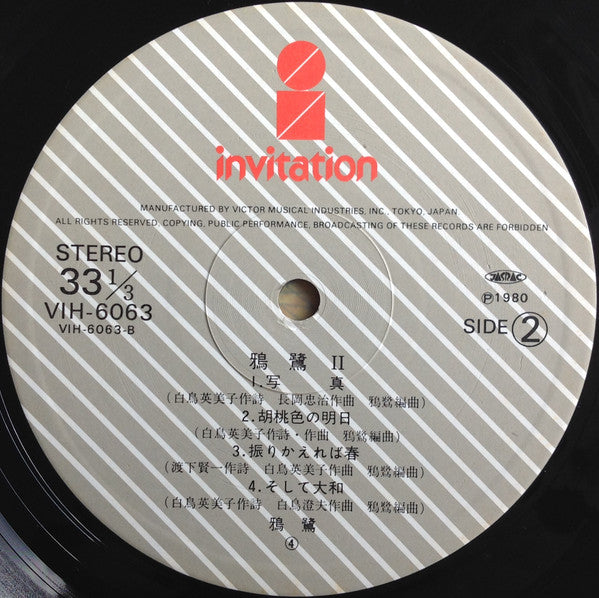 invitation
MANUFACTURED BY VICTOR MUSICAL INDUSTRIES, INC., TOKYO, JAPAN
ALL RIGHTS RESERVED. COPYING, PUBLIC PERFORMANCE, BROADCASTING OF THESE RECORDS ARE FORBIDDEN
STEREO
33 1/3
VIH-6063
VIH-6063-B
JASRAC
Ⓟ1980
SIDE ②
鴉鷺 II
1.写真
(白鳥英美子作詩 長岡忠治作曲 鴉鷺編曲)
2.胡桃色の明日
(白鳥英美子作詩・作曲 鴉鷺編曲)
3.振りかえれば春
(渡下賢一作詩 白鳥英美子作曲 鴉鷺編曲)
4.そして大和
(白鳥英美子作詩 白鳥澄夫作曲 鴉鷺編曲)
鴉鷺
④